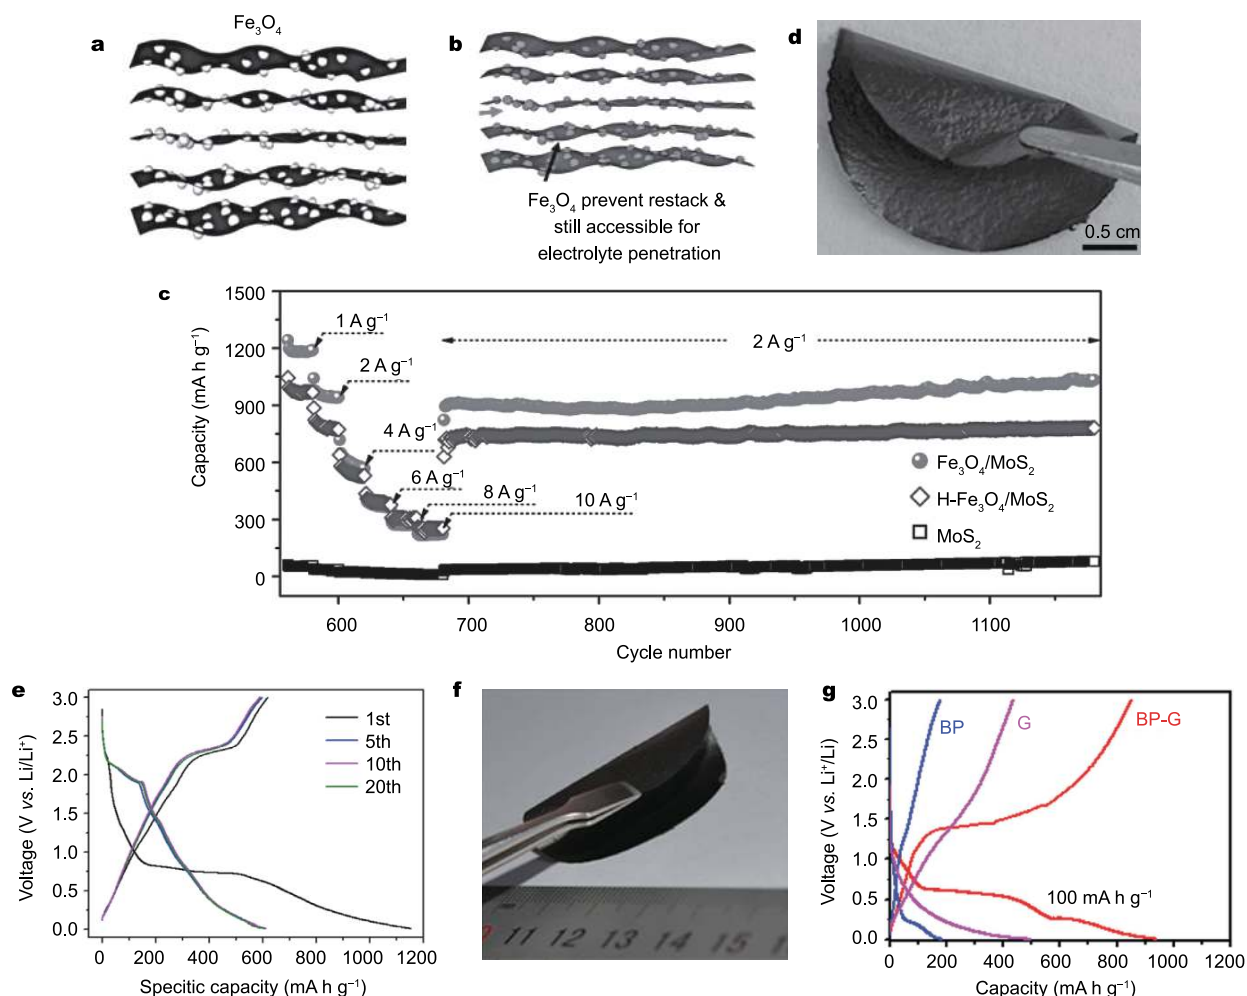 a
Fe₃O₄
b
Fe₃O₄ prevent restack &
still accessible for
electrolyte penetration
d
0.5 cm
c
Capacity (mA h g⁻¹)
1500
1200
900
600
300
0
1 A g⁻¹
2 A g⁻¹
4 A g⁻¹
6 A g⁻¹
8 A g⁻¹
10 A g⁻¹
2 A g⁻¹
Fe₃O₄/MoS₂
H-Fe₃O₄/MoS₂
MoS₂
600 700 800 900 1000 1100
Cycle number
e
Voltage (V vs. Li/Li⁺)
3.0
2.5
2.0
1.5
1.0
0.5
0.0
1st
5th
10th
20th
0 200 400 600 800 1000 1200
Specitic capacity (mA h g⁻¹)
f
11 12 13 14 15
g
Voltage (V vs. Li⁺/Li)
3.0
2.5
2.0
1.5
1.0
0.5
0.0
BP
G
BP-G
100 mA h g⁻¹
0 200 400 600 800 1000 1200
Capacity (mA h g⁻¹)